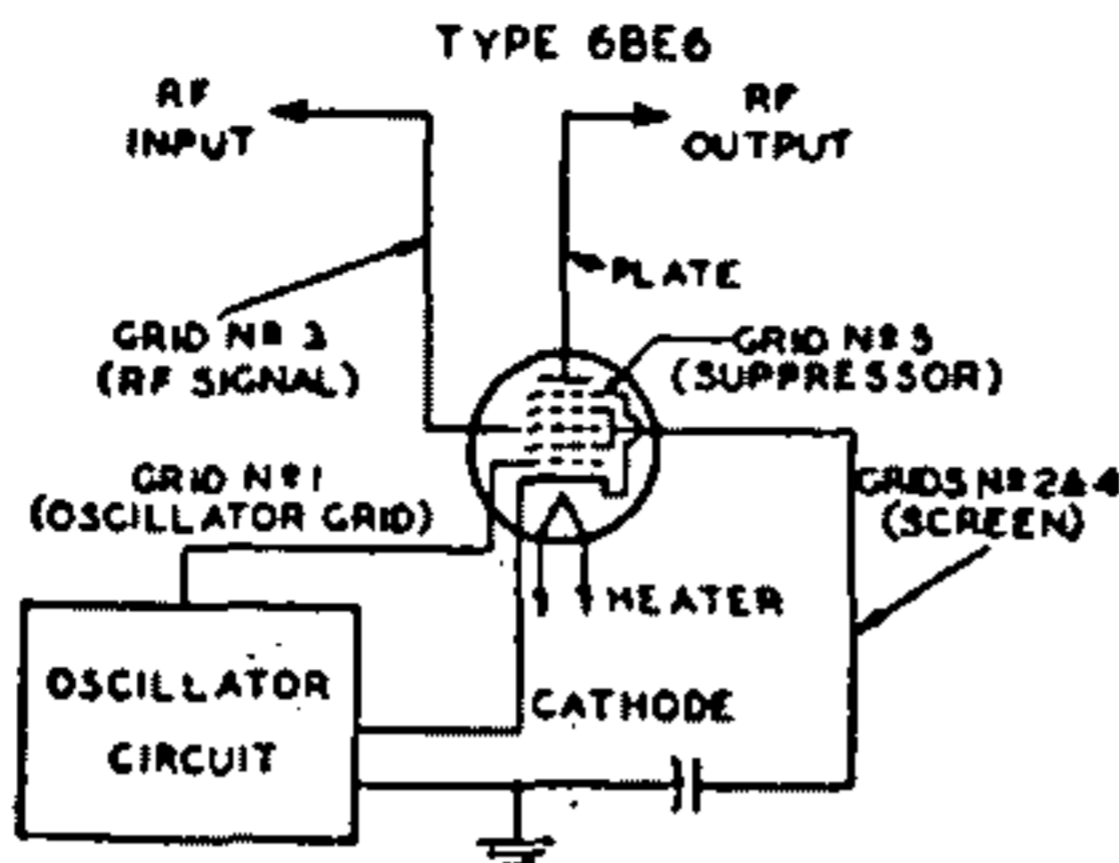 TYPE 6BE6
RF
INPUT
RF
OUTPUT
PLATE
GRID Nº 3
(RF SIGNAL)
GRID Nº 5
(SUPPRESSOR)
GRID Nº 1
(OSCILLATOR GRID)
GRIDS Nº 2&4
(SCREEN)
HEATER
OSCILLATOR
CIRCUIT
CATHODE